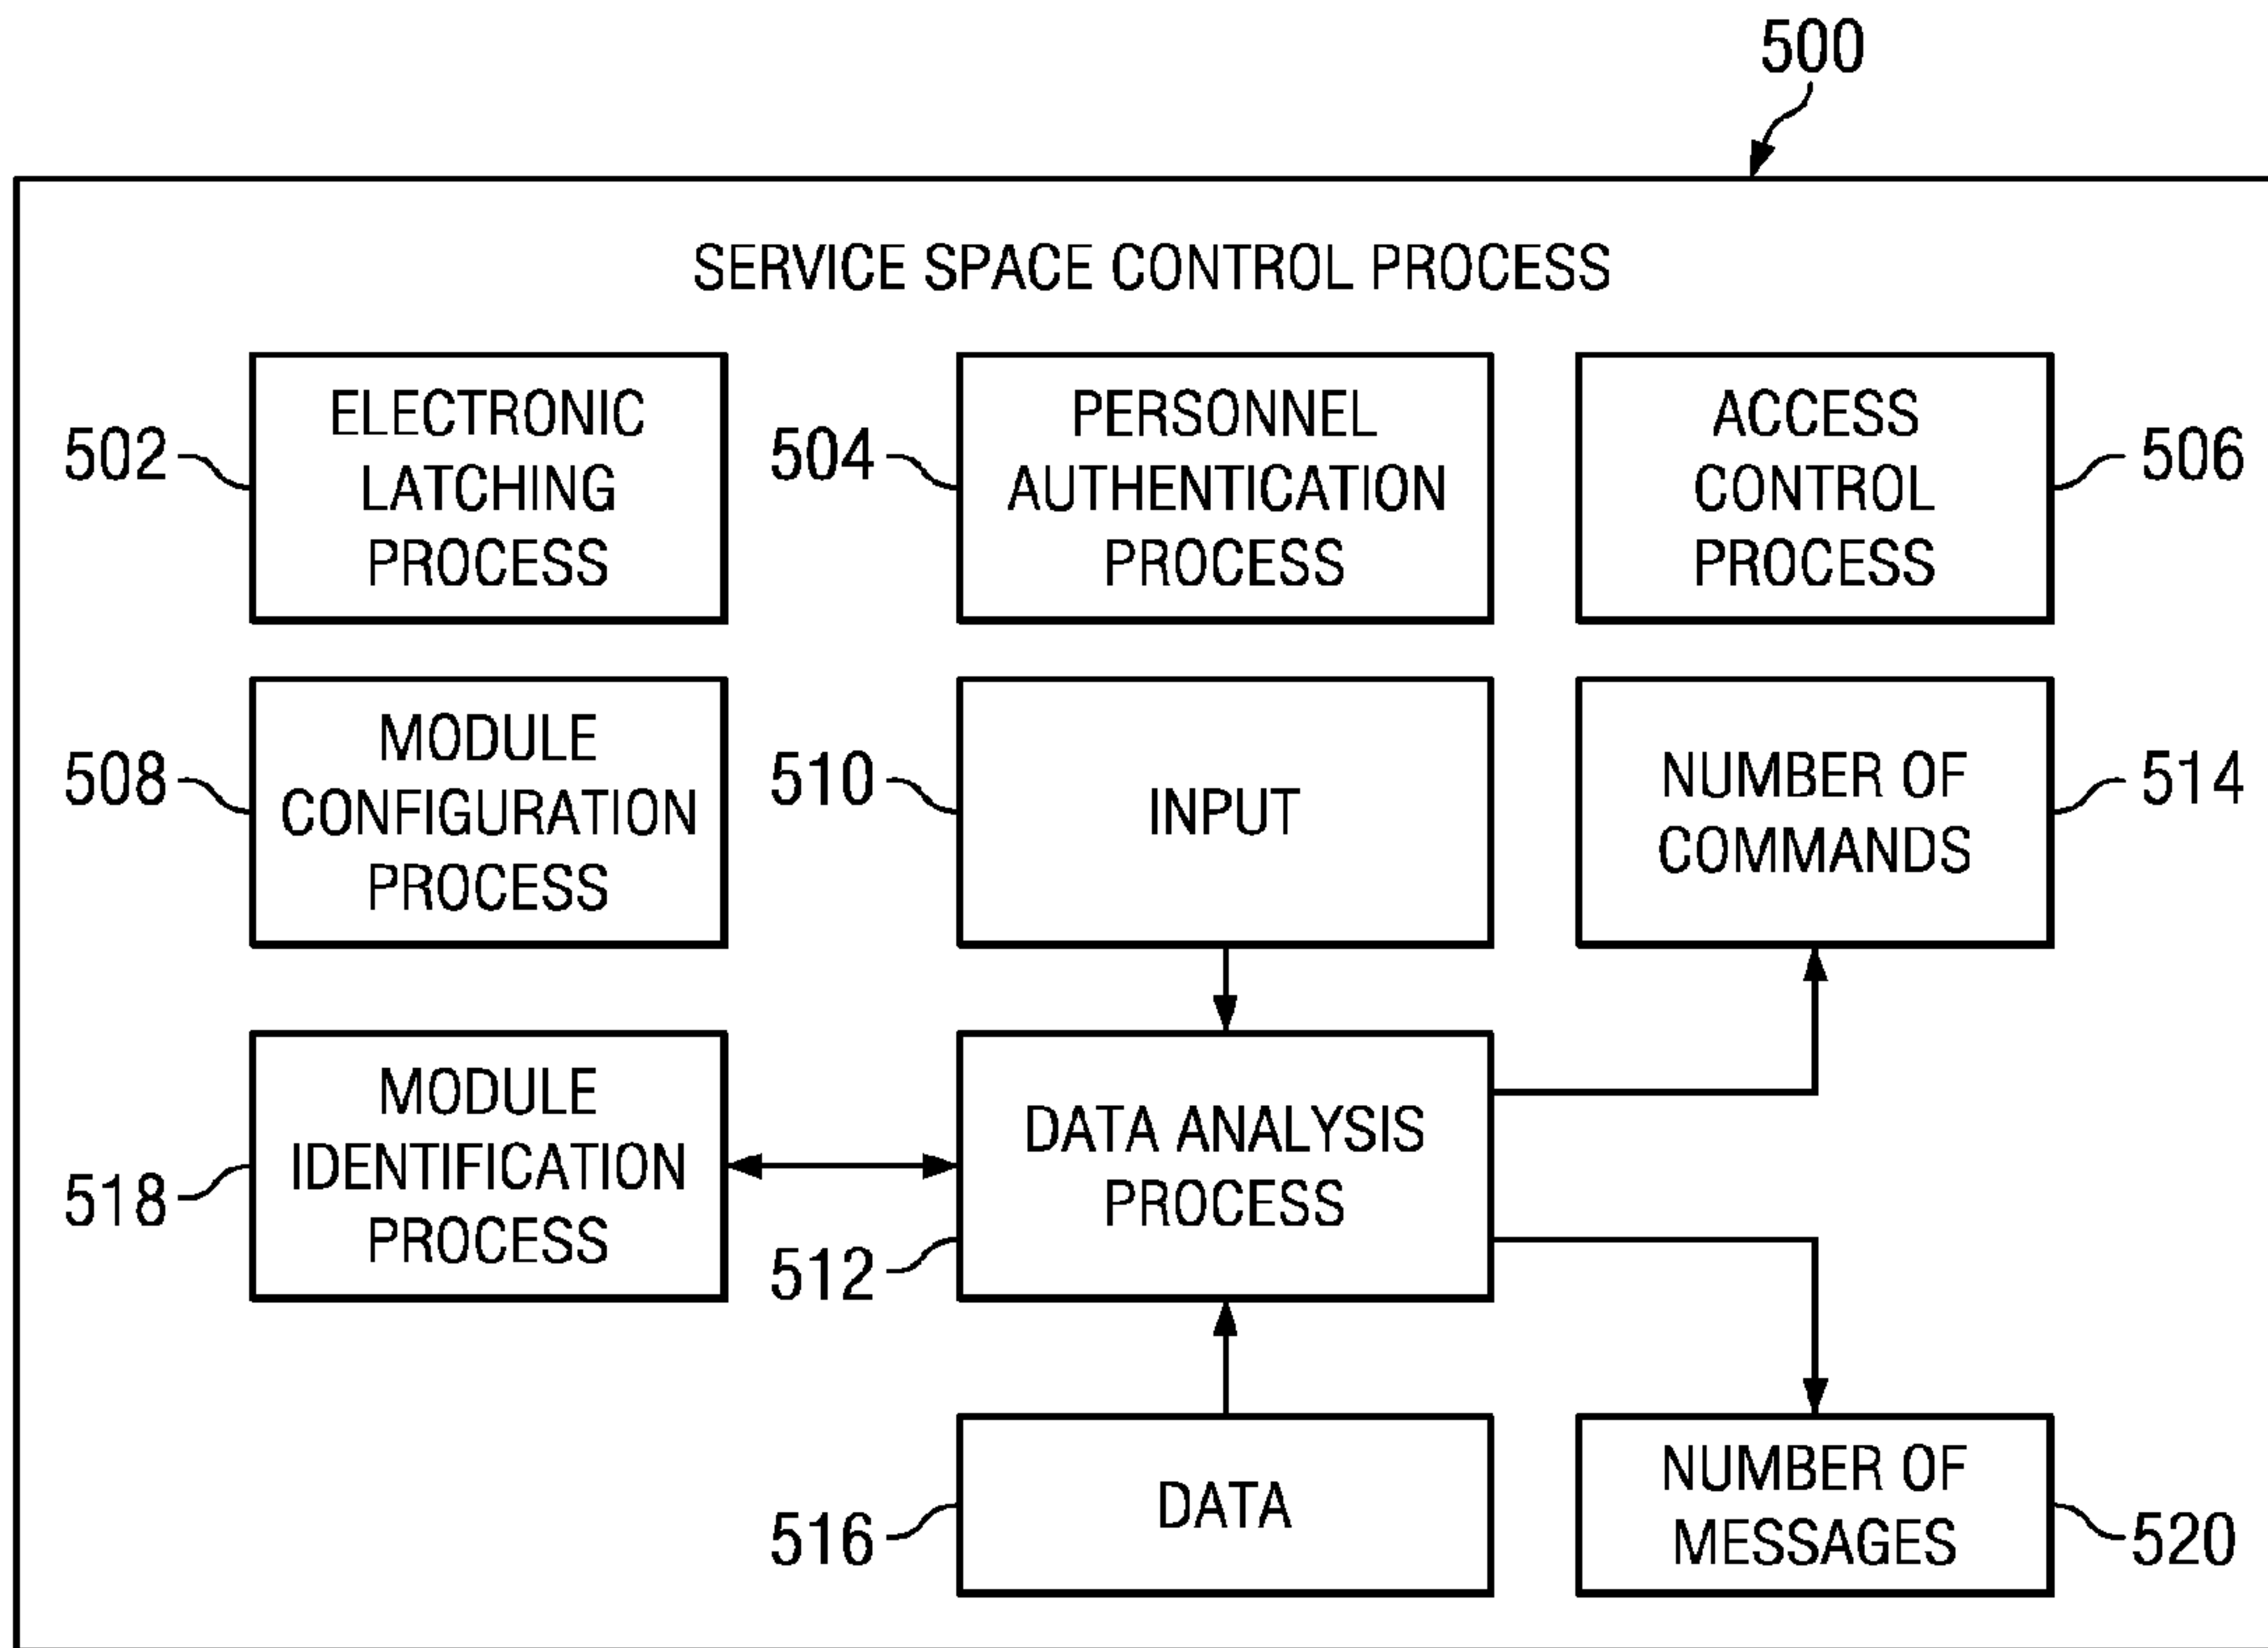 500
SERVICE SPACE CONTROL PROCESS
502
ELECTRONIC
LATCHING
PROCESS
504
PERSONNEL
AUTHENTICATION
PROCESS
ACCESS
CONTROL
PROCESS
506
508
MODULE
CONFIGURATION
PROCESS
510
INPUT
NUMBER OF
COMMANDS
514
518
MODULE
IDENTIFICATION
PROCESS
512
DATA ANALYSIS
PROCESS
516
DATA
NUMBER OF
MESSAGES
520